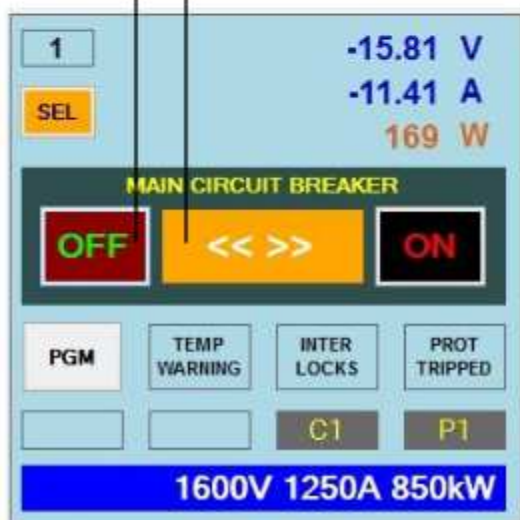 1
-15.81 V
SEL
-11.41 A
169 W
MAIN CIRCUIT BREAKER
OFF
<< >>
ON
PGM
TEMP
WARNING
INTER
LOCKS
PROT
TRIPPED
C1
P1
1600V 1250A 850kW